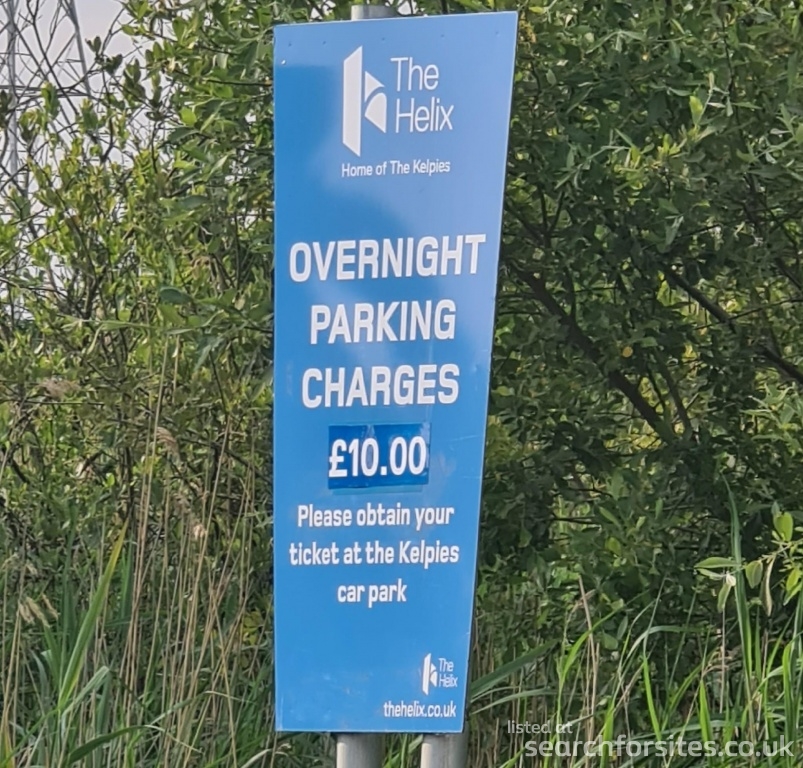 The
Helix
Home of The Kelpies
OVERNIGHT
PARKING
CHARGES
£10.00
Please obtain your
ticket at the Kelpies
car park
The
Helix
thehelix.co.uk
listed at
searchforsites.co.uk